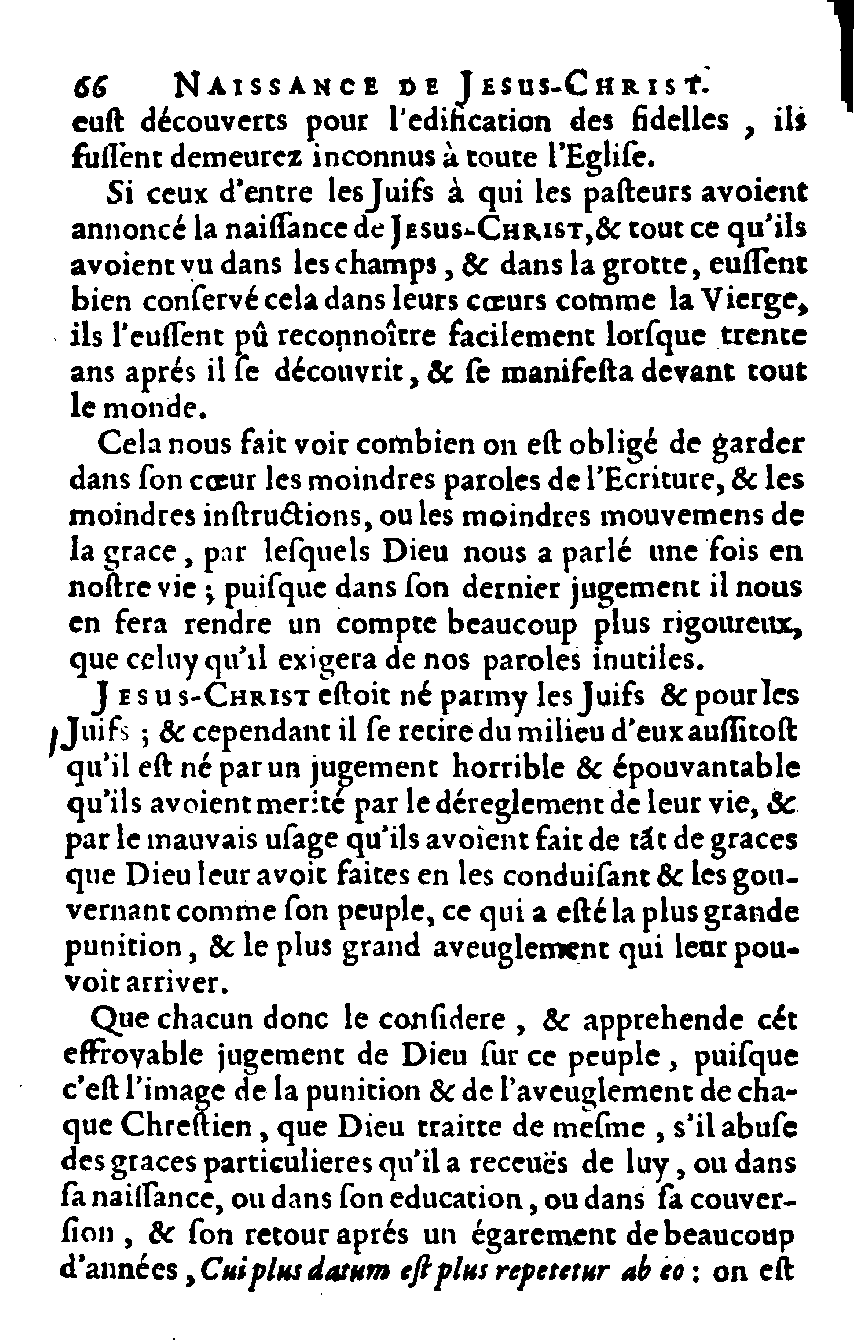 66 NAISSANCE DE JESUS-CHRIST.
euſt découverts pour l'edification des fidelles, ils
fuſſent demeurez inconnus à toute l'Egliſe.
Si ceux d'entre les Juifs à qui les paſteurs avoient
annoncé la naiſſance de JESUS-CHRIST, & tout ce qu'ils
avoient vu dans les champs, & dans la grotte, euſſent
bien conſervé cela dans leurs cœurs comme la Vierge,
ils l'euſſent pû reconnoître facilement lorſque trente
ans aprés il ſe découvrit, & ſe manifeſta devant tout
le monde.
Cela nous fait voir combien on eſt obligé de garder
dans ſon cœur les moindres paroles de l'Ecriture, & les
moindres inſtructions, ou les moindres mouvemens de
la grace, par leſquels Dieu nous a parlé une fois en
noſtre vie ; puiſque dans ſon dernier jugement il nous
en fera rendre un compte beaucoup plus rigoureux,
que celuy qu'il exigera de nos paroles inutiles.
JESUS-CHRIST eſtoit né parmy les Juifs & pour les
Juifs ; & cependant il ſe retire du milieu d'eux auſſitoſt
qu'il eſt né par un jugement horrible & épouvantable
qu'ils avoient merité par le déreglement de leur vie, &
par le mauvais uſage qu'ils avoient fait de tãt de graces
que Dieu leur avoit faites en les conduiſant & les gou-
vernant comme ſon peuple, ce qui a eſté la plus grande
punition, & le plus grand aveuglement qui leur pou-
voit arriver.
Que chacun donc le conſidere, & apprehende cét
effroyable jugement de Dieu ſur ce peuple, puiſque
c'eſt l'image de la punition & de l'aveuglement de cha-
que Chreſtien, que Dieu traitte de meſme, s'il abuſe
des graces particulieres qu'il a receuës de luy, ou dans
ſa naiſſance, ou dans ſon education, ou dans ſa couver-
ſion, & ſon retour aprés un égarement de beaucoup
d'années, Cui plus datum eſt plus repetetur ab eo : on eſt